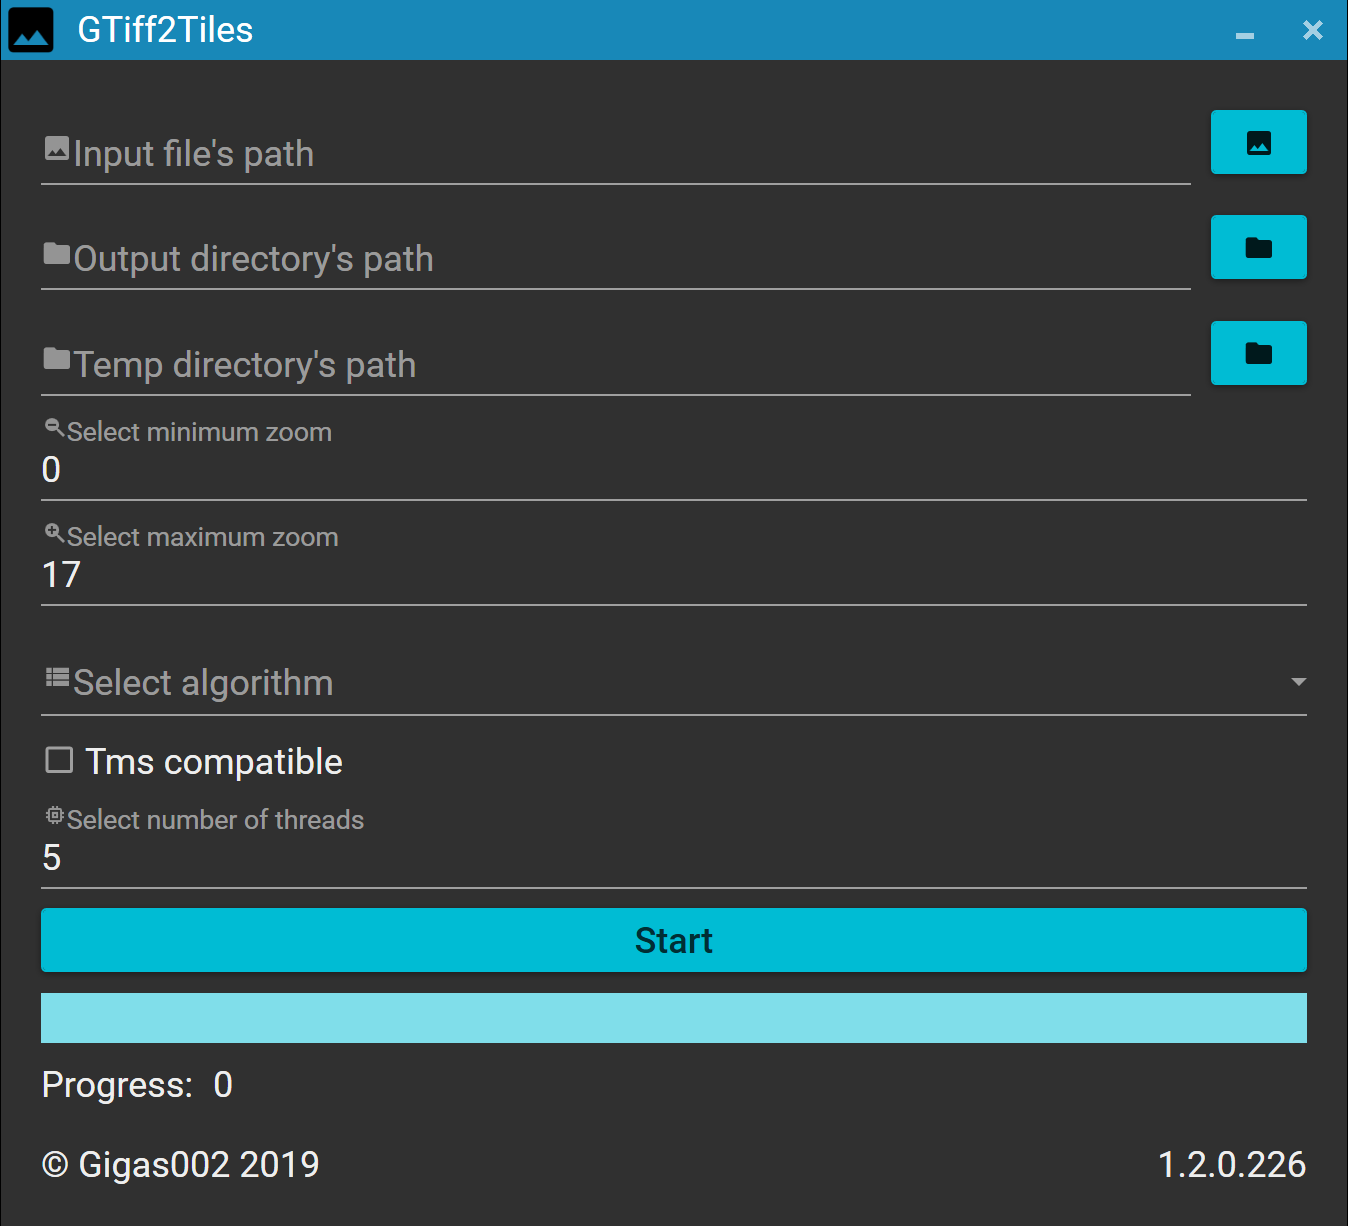 GTiff2Tiles
Input file's path
Output directory's path
Temp directory's path
Select minimum zoom
0
Select maximum zoom
17
Select algorithm
Tms compatible
Select number of threads
5
Start
Progress: 0
© Gigas002 2019
1.2.0.226